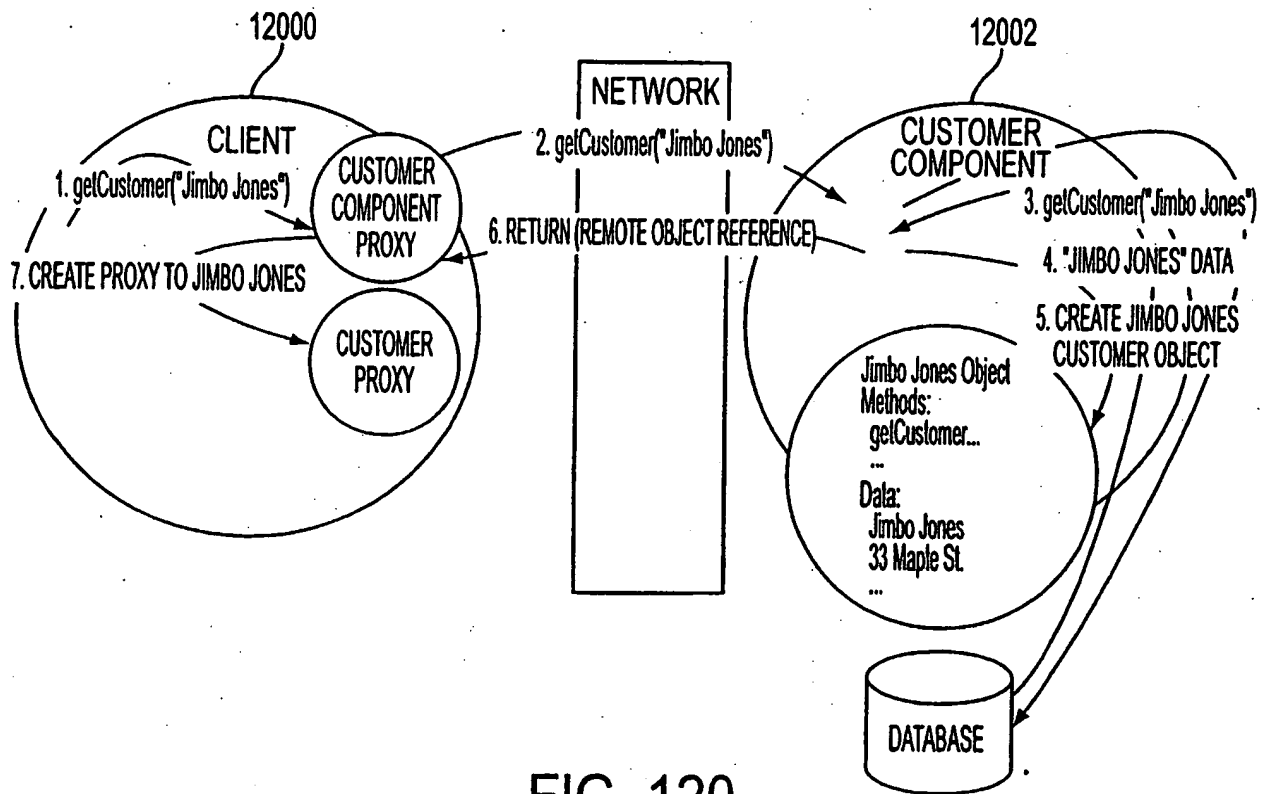 12000
12002
NETWORK
CLIENT
1. getCustomer("Jimbo Jones")
CUSTOMER
COMPONENT
PROXY
7. CREATE PROXY TO JIMBO JONES
CUSTOMER
PROXY
2. getCustomer("Jimbo Jones")
6. RETURN (REMOTE OBJECT REFERENCE)
CUSTOMER
COMPONENT
3. getCustomer("Jimbo Jones")
4. "JIMBO JONES" DATA
5. CREATE JIMBO JONES
CUSTOMER OBJECT
Jimbo Jones Object
Methods:
getCustomer...
...
Data:
Jimbo Jones
33 Maple St.
...
DATABASE
FIG. 120